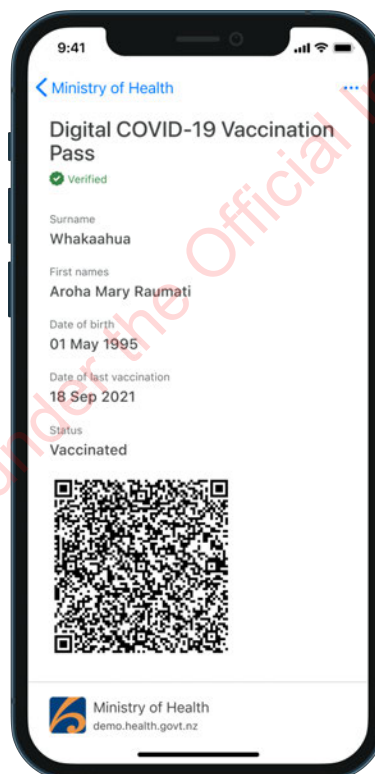 9:41
Ministry of Health
Digital COVID-19 Vaccination
Pass
Verified
Surname
Whakaahua
First names
Aroha Mary Raumati
Date of birth
01 May 1995
Date of last vaccination
18 Sep 2021
Status
Vaccinated
Ministry of Health
demo.health.govt.nz
under the Official In